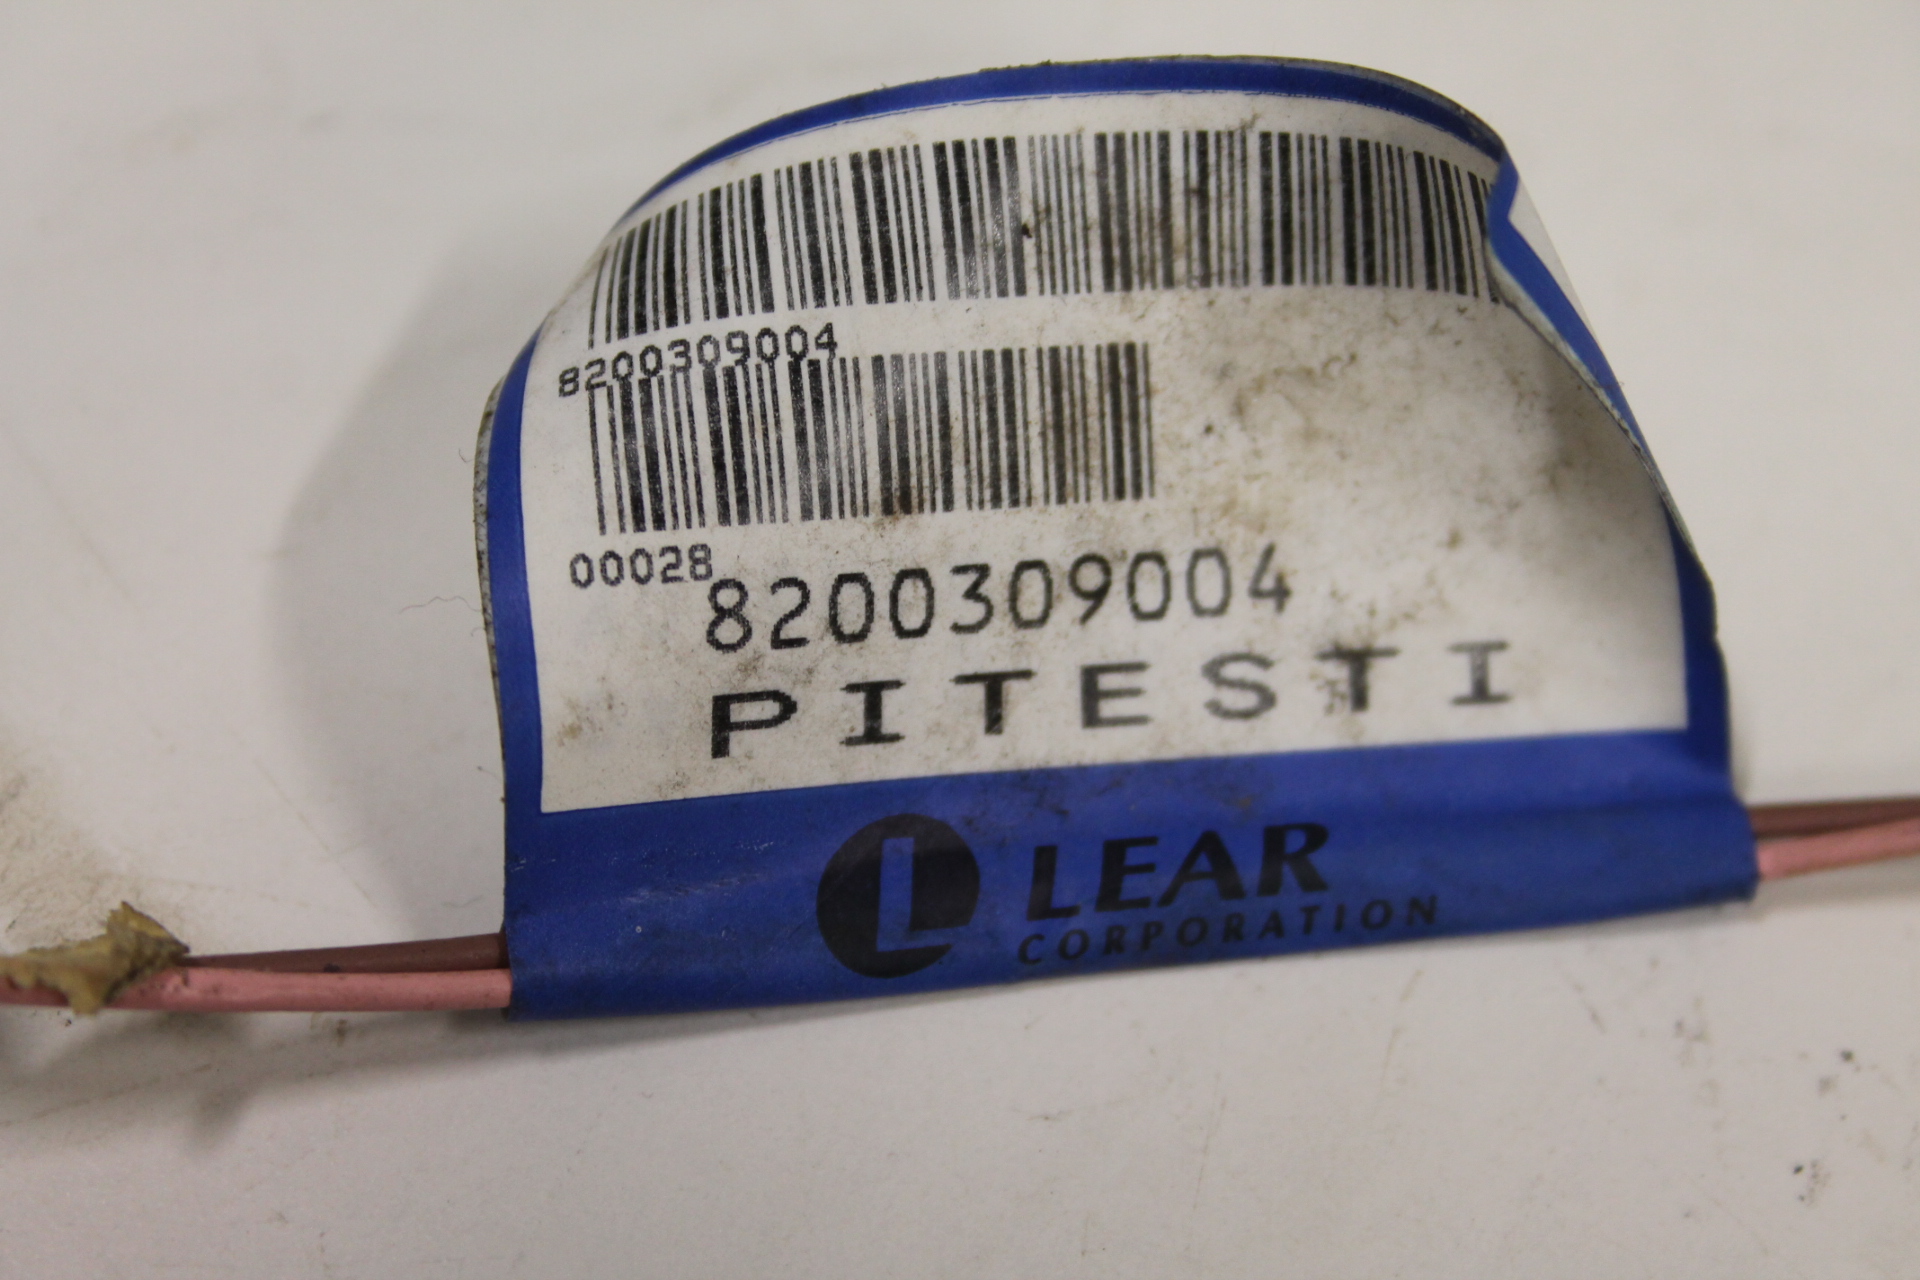 8200309004
00028
8200309004
PITESTI
L LEAR
CORPORATION